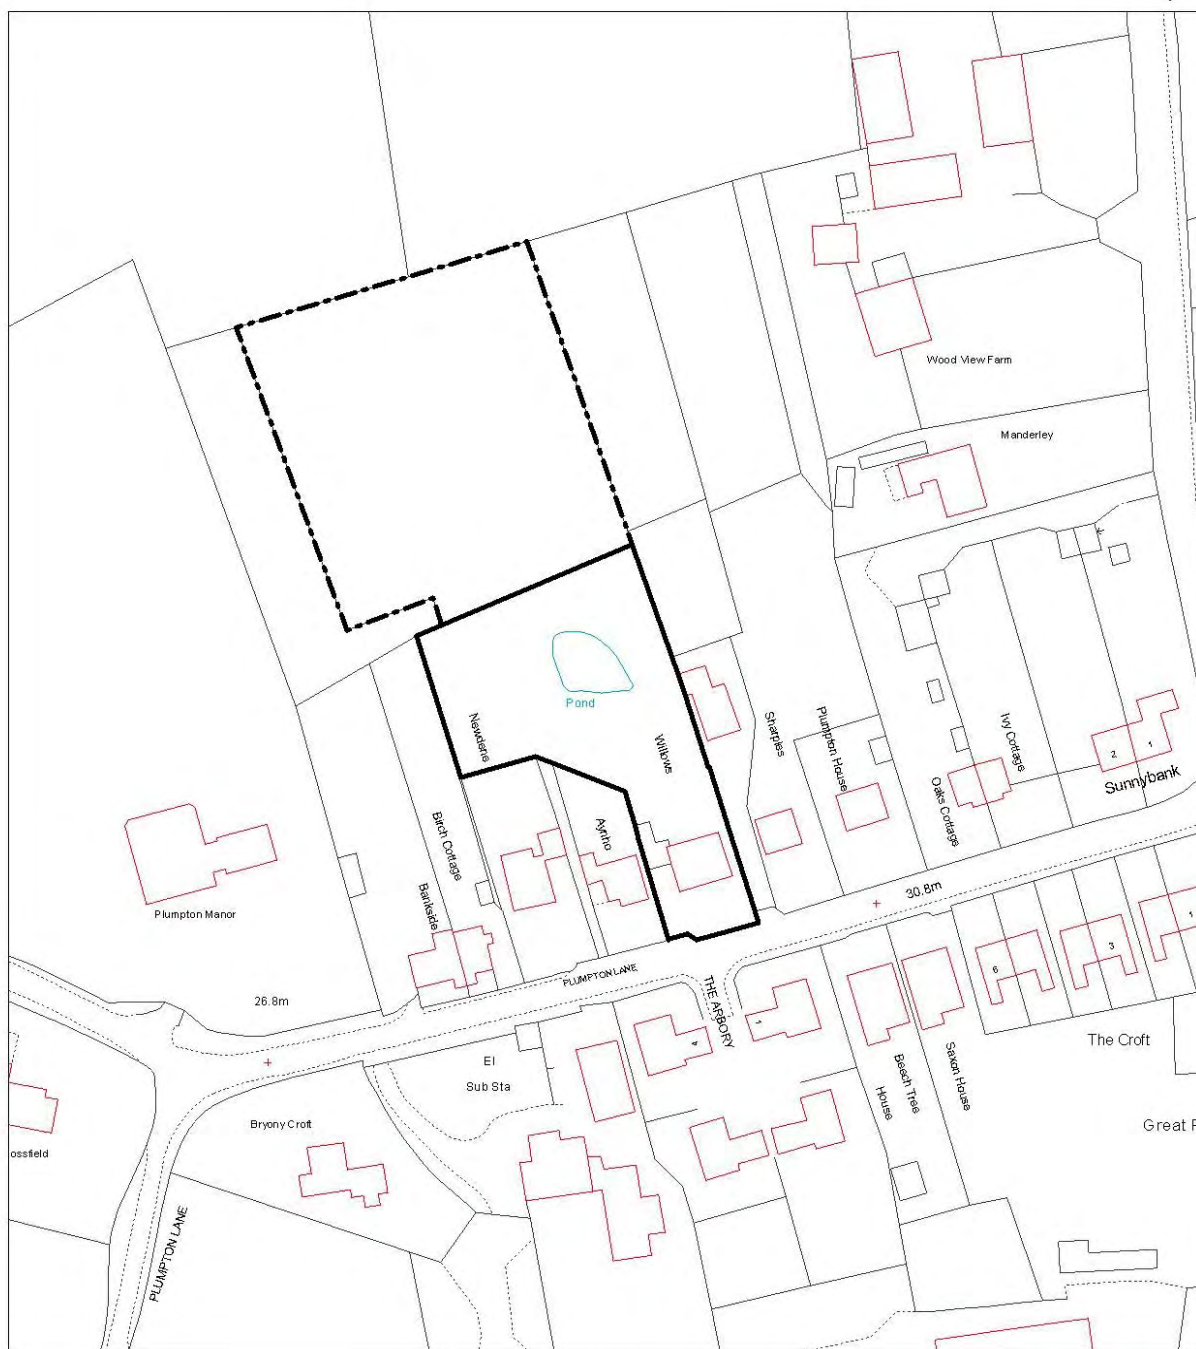 Wood View Farm
Manderley
Pond
Newdene
Willows
Sharples
Plumpton House
Ivy Cottage
Oaks Cottage
2
1
Sunnybank
Birch Cottage
Aynho
Bankside
Plumpton Manor
30.8m
PLUMPTON LANE
THE ARBORY
26.8m
6
3
1
1
4
The Croft
El
Sub Sta
Beech Tree
House
Saxon House
Bryony Croft
ossfield
Great P
PLUMPTON LANE